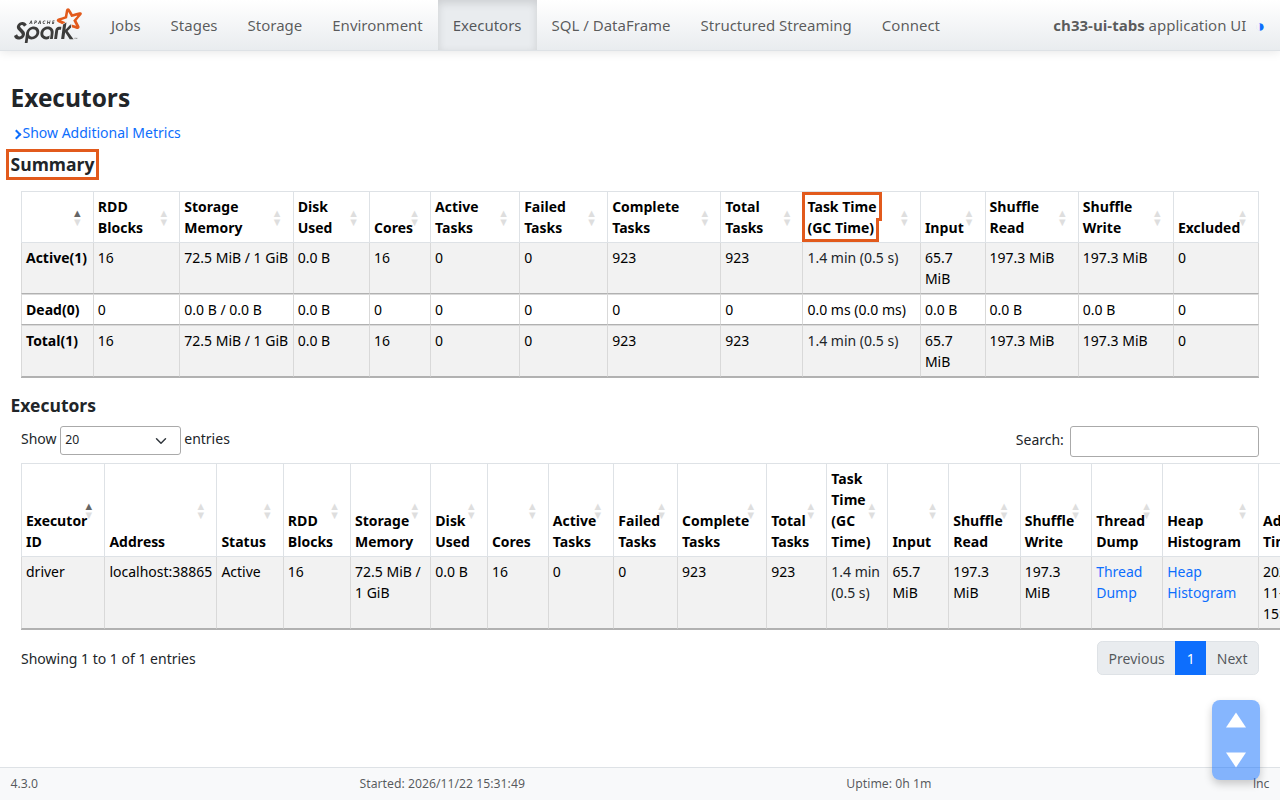 APACHE Spark Jobs Stages Storage Environment Executors SQL / DataFrame Structured Streaming Connect ch33-ui-tabs application UI
Executors
Show Additional Metrics
Summary
RDD Blocks Storage Memory Disk Used Cores Active Tasks Failed Tasks Complete Tasks Total Tasks Task Time (GC Time) Input Shuffle Read Shuffle Write Excluded
Active(1) 16 72.5 MiB / 1 GiB 0.0 B 16 0 0 923 923 1.4 min (0.5 s) 65.7 MiB 197.3 MiB 197.3 MiB 0
Dead(0) 0 0.0 B / 0.0 B 0.0 B 0 0 0 0 0 0.0 ms (0.0 ms) 0.0 B 0.0 B 0.0 B 0
Total(1) 16 72.5 MiB / 1 GiB 0.0 B 16 0 0 923 923 1.4 min (0.5 s) 65.7 MiB 197.3 MiB 197.3 MiB 0
Executors
Show 20 entries Search:
Executor ID Address Status RDD Blocks Storage Memory Disk Used Cores Active Tasks Failed Tasks Complete Tasks Total Tasks Task Time (GC Time) Input Shuffle Read Shuffle Write Thread Dump Heap Histogram
driver localhost:38865 Active 16 72.5 MiB / 1 GiB 0.0 B 16 0 0 923 923 1.4 min (0.5 s) 65.7 MiB 197.3 MiB 197.3 MiB Thread Dump Heap Histogram
Showing 1 to 1 of 1 entries Previous 1 Next
4.3.0 Started: 2026/11/22 15:31:49 Uptime: 0h 1m Inc